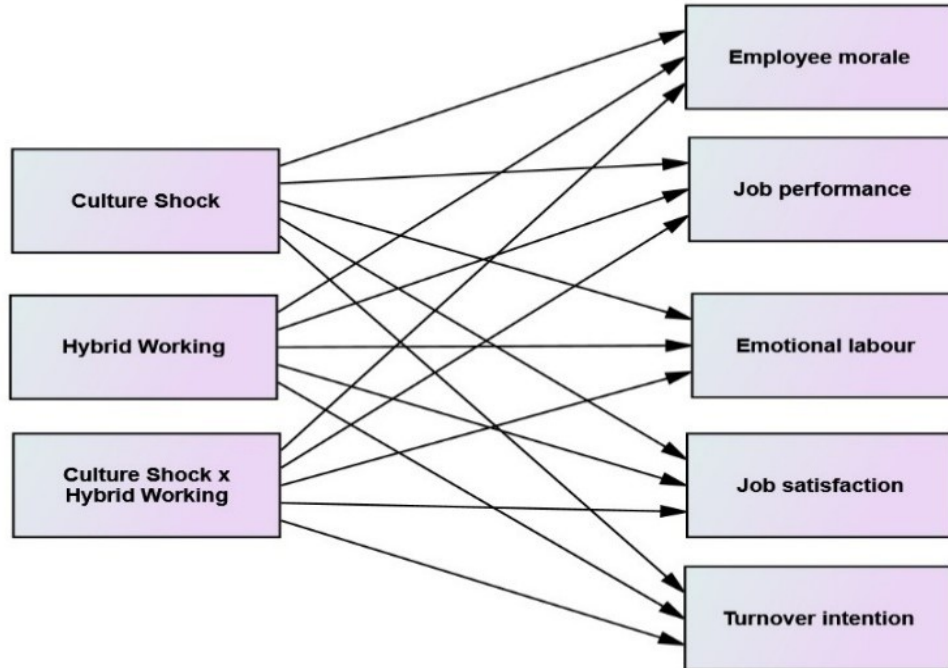 Culture Shock
Hybrid Working
Culture Shock x
Hybrid Working
Employee morale
Job performance
Emotional labour
Job satisfaction
Turnover intention